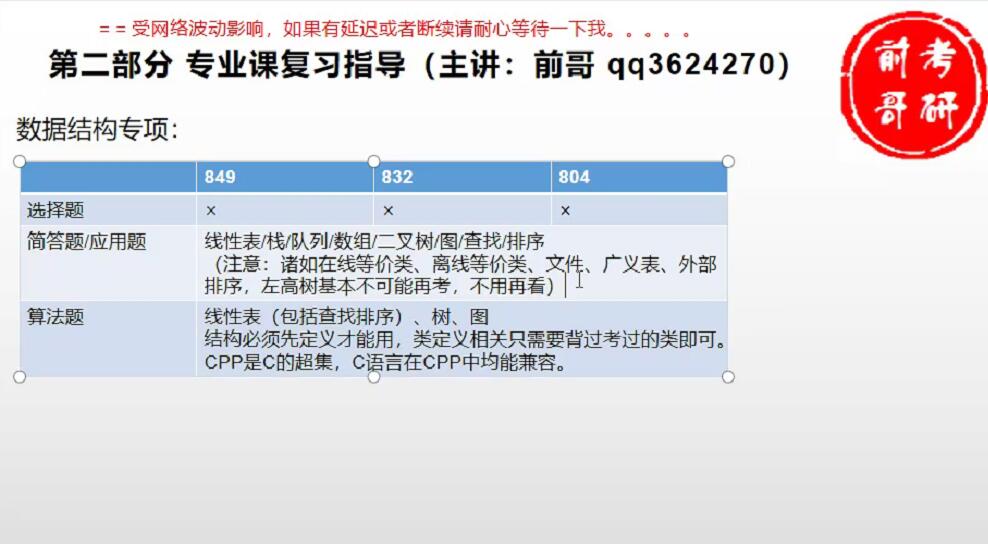 = = 受网络波动影响，如果有延迟或者断续请耐心等待一下我。。。。。
第二部分 专业课复习指导（主讲：前哥 qq3624270）
前考
哥研
数据结构专项：
849 832 804
选择题 × × ×
简答题/应用题 线性表/栈/队列/数组/二叉树/图/查找/排序
（注意：诸如在线等价类、离线等价类、文件、广义表、外部
排序，左高树基本不可能再考，不用再看）
算法题 线性表（包括查找排序）、树、图
结构必须先定义才能用，类定义相关只需要背过考过的类即可。
CPP是C的超集，C语言在CPP中均能兼容。